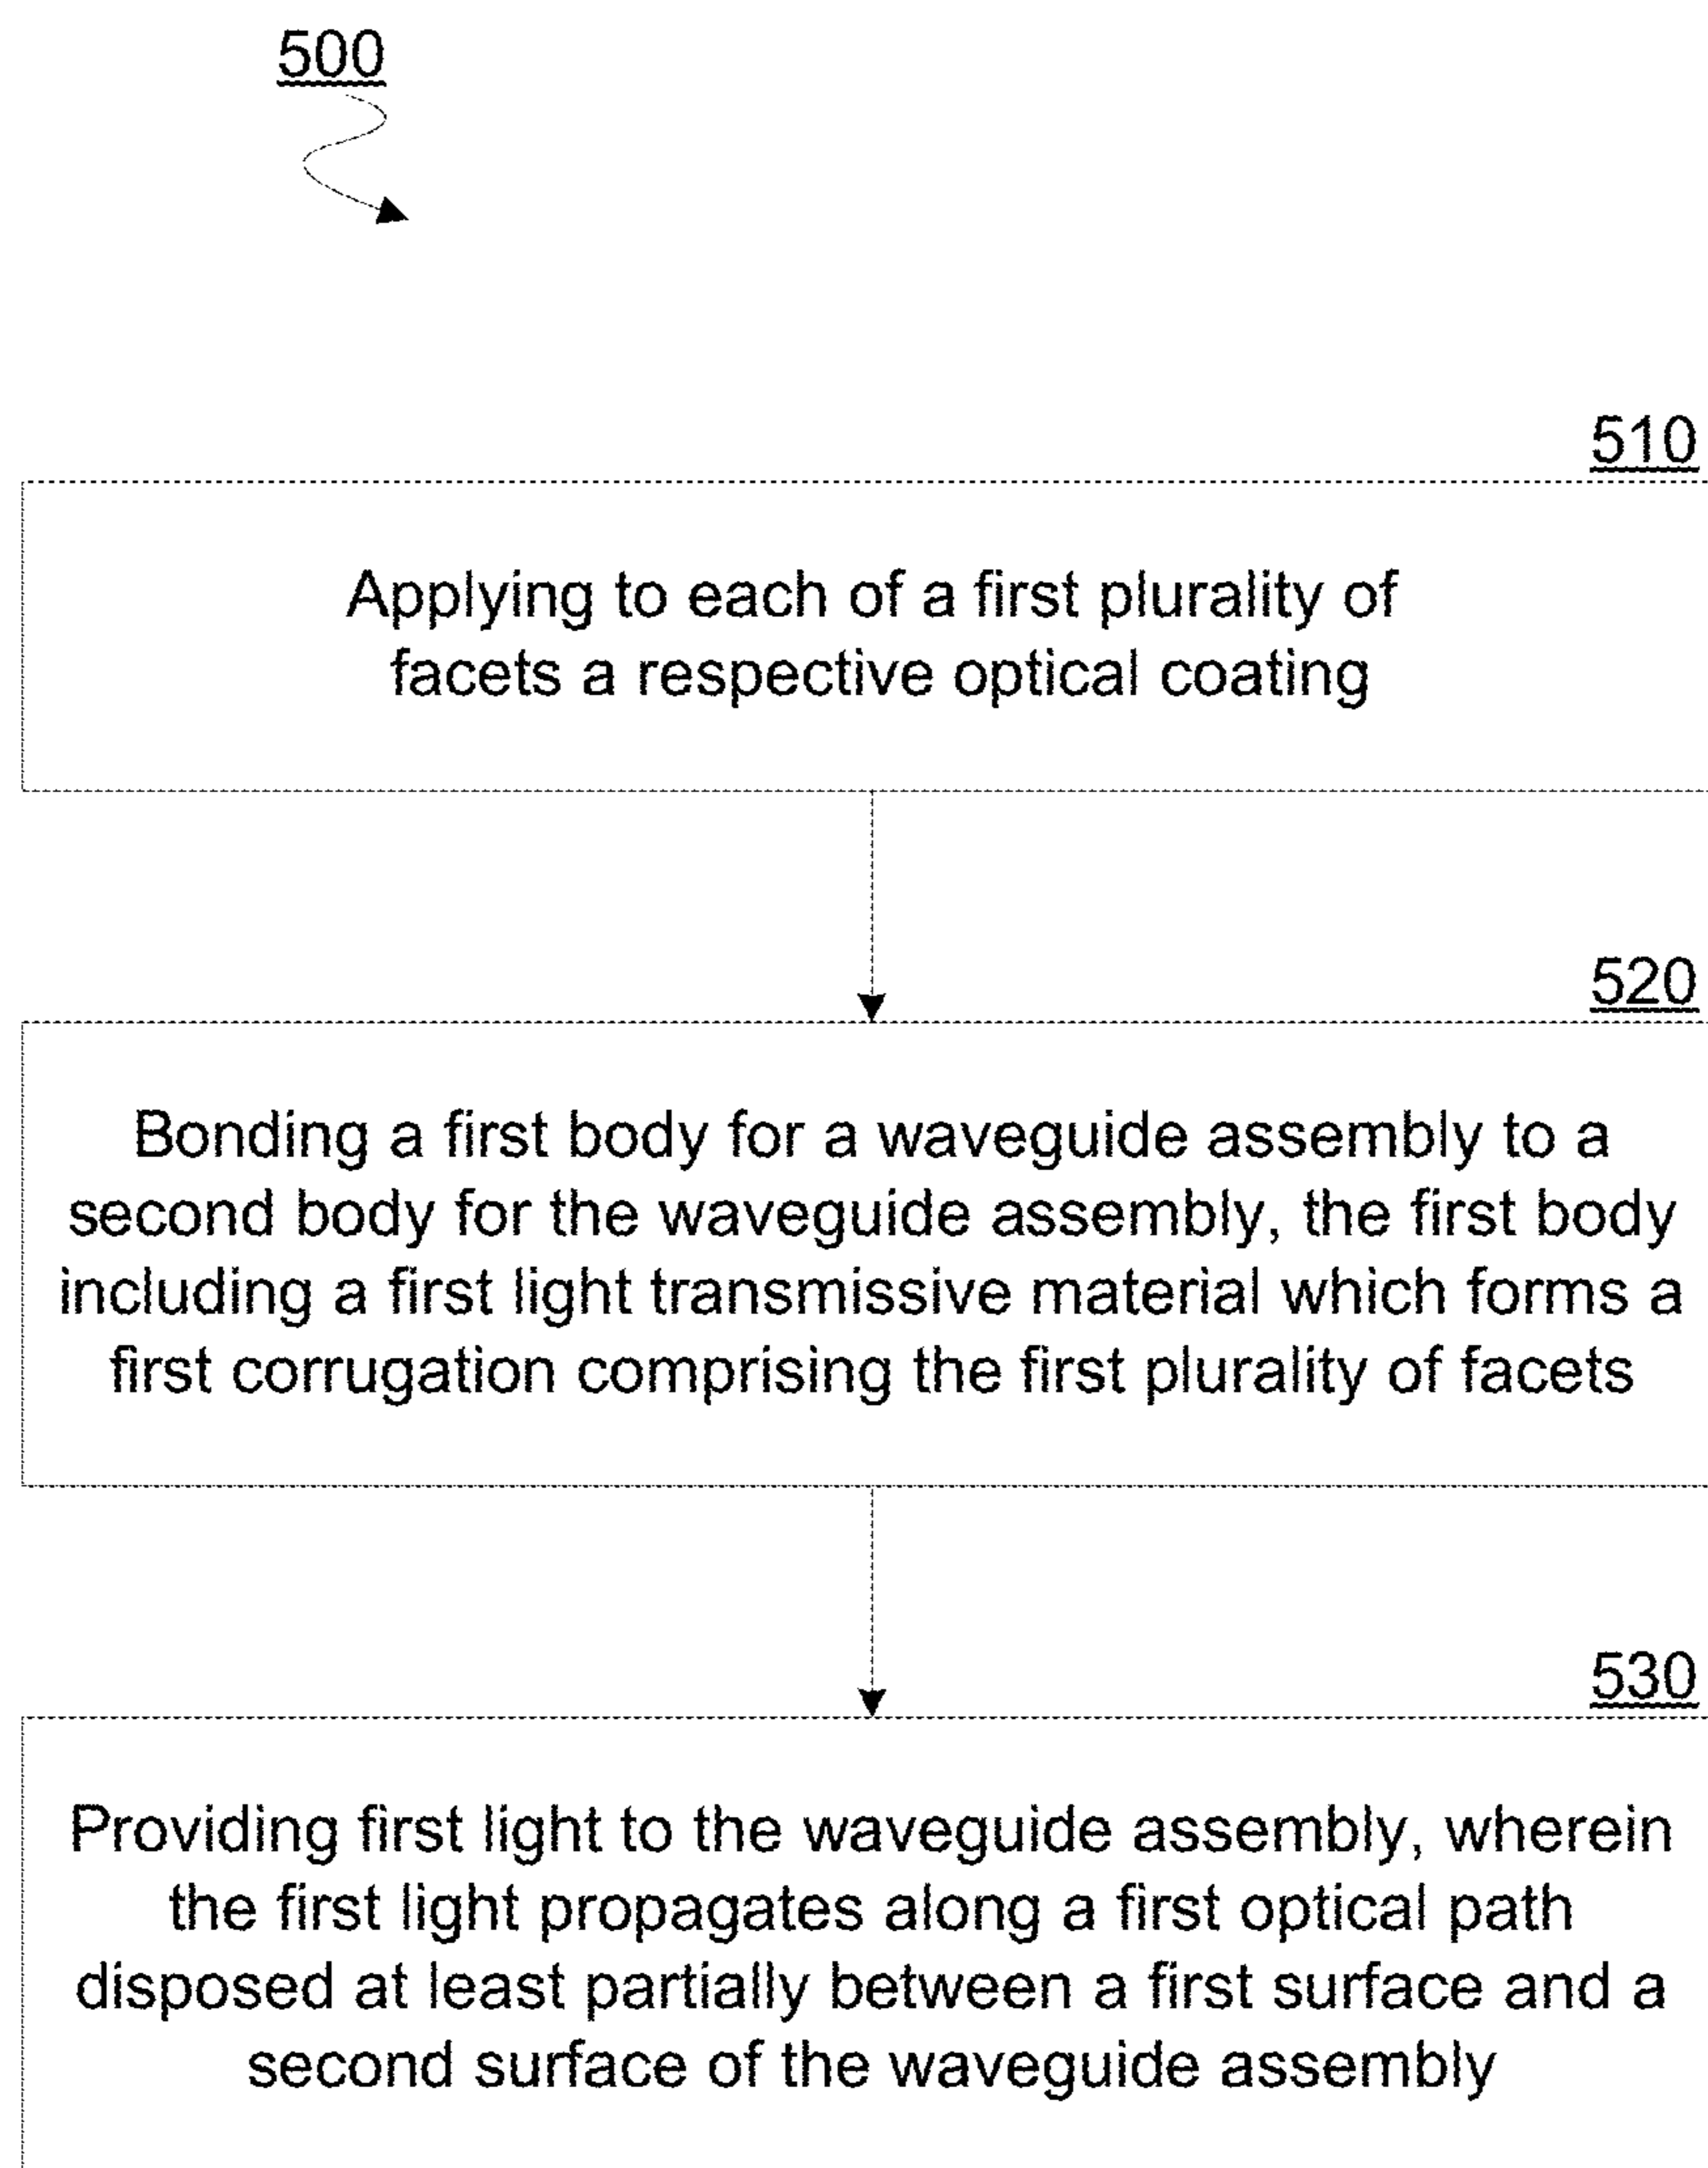 500
510
Applying to each of a first plurality of
facets a respective optical coating
520
Bonding a first body for a waveguide assembly to a
second body for the waveguide assembly, the first body
including a first light transmissive material which forms a
first corrugation comprising the first plurality of facets
530
Providing first light to the waveguide assembly, wherein
the first light propagates along a first optical path
disposed at least partially between a first surface and a
second surface of the waveguide assembly